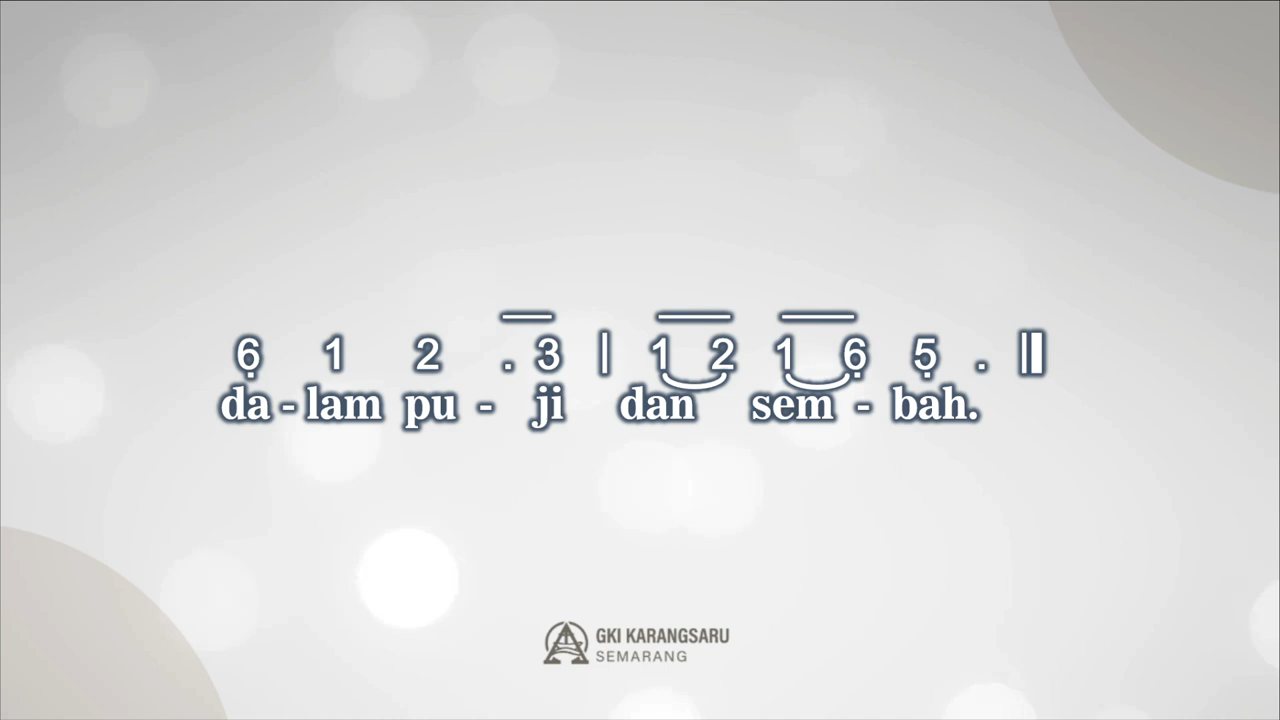 6̣ 1 2 . 3 | 1 2 1 6̣ 5̣ . ||
da - lam pu - ji dan sem - bah.
GKI KARANGSARU
SEMARANG